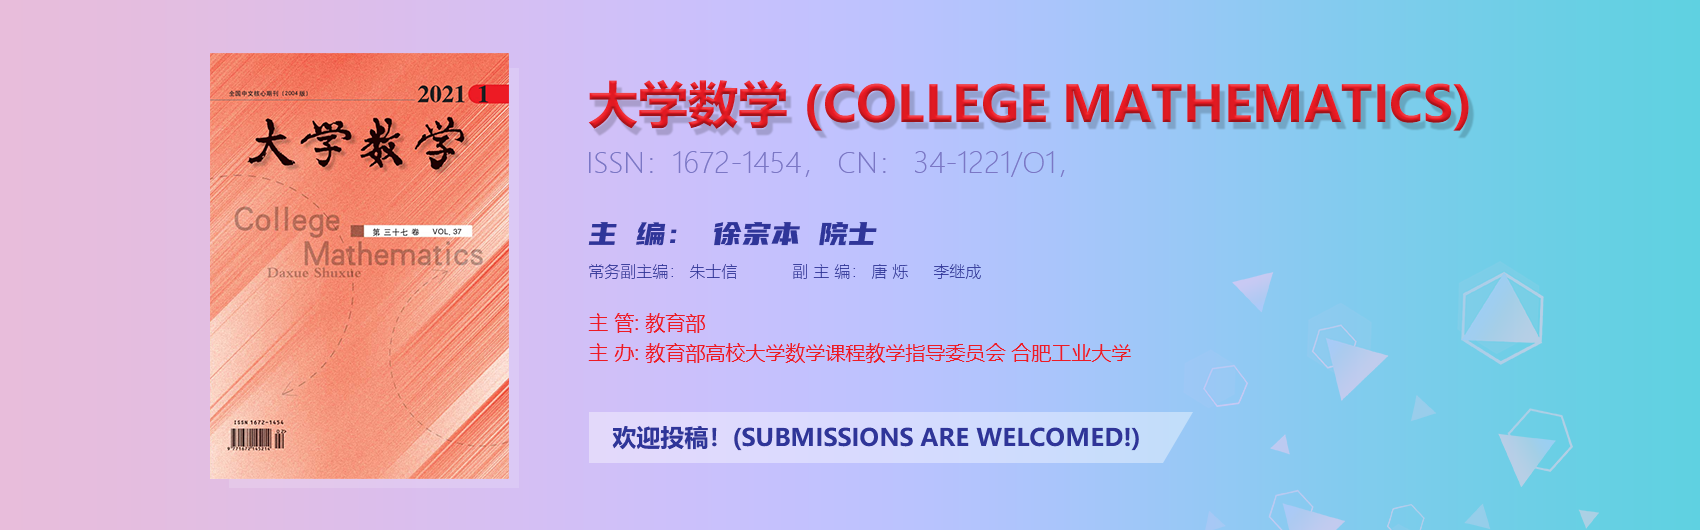 全国中文核心期刊（2004版）
2021 1
大学数学
College
第三十七卷 VOL, 37
Mathematics
Daxue Shuxue
ISSN 1672-1454
大学数学 (COLLEGE MATHEMATICS)
ISSN：1672-1454， CN： 34-1221/O1，
主 编： 徐宗本 院士
常务副主编： 朱士信 副 主 编： 唐 烁 李继成
主 管: 教育部
主 办: 教育部高校大学数学课程教学指导委员会 合肥工业大学
欢迎投稿！(SUBMISSIONS ARE WELCOMED!)